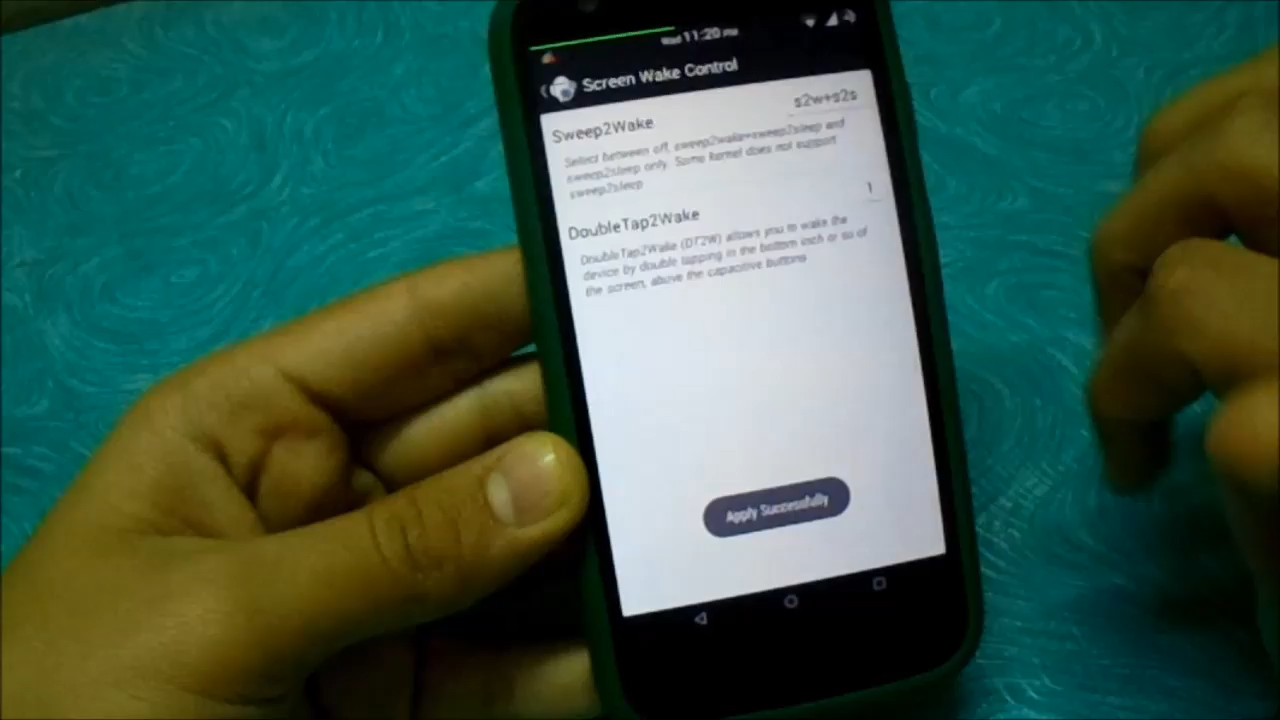 Wed 11:20 PM
Screen Wake Control
Sweep2Wake
s2w+s2s
Select between off, sweep2wake+sweep2sleep and
sweep2sleep only. Some kernel does not support
sweep2sleep
DoubleTap2Wake
1
DoubleTap2Wake (DT2W) allows you to wake the
device by double tapping in the bottom inch or so of
the screen, above the capacitive buttons
Apply Successfully